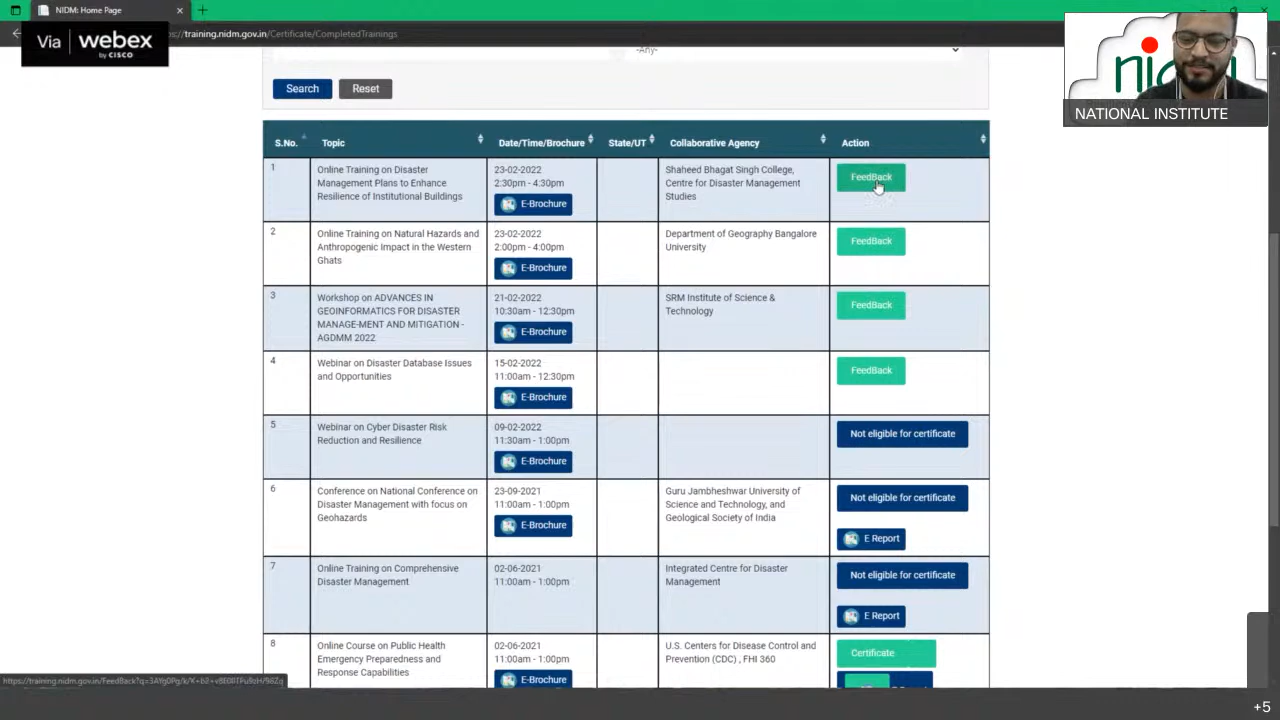 NIDM: Home Page
Via webex
by CISCO
training.nidm.gov.in/Certificate/CompletedTrainings
-Any-
NATIONAL INSTITUTE
Search Reset
S.No. Topic Date/Time/Brochure State/UT Collaborative Agency Action
1
Online Training on Disaster
Management Plans to Enhance
Resilience of Institutional Buildings
23-02-2022
2:30pm - 4:30pm
E-Brochure
Shaheed Bhagat Singh College,
Centre for Disaster Management
Studies
FeedBack
2
Online Training on Natural Hazards and
Anthropogenic Impact in the Western
Ghats
23-02-2022
2:00pm - 4:00pm
E-Brochure
Department of Geography Bangalore
University
FeedBack
3
Workshop on ADVANCES IN
GEOINFORMATICS FOR DISASTER
MANAGE-MENT AND MITIGATION -
AGDMM 2022
21-02-2022
10:30am - 12:30pm
E-Brochure
SRM Institute of Science &
Technology
FeedBack
4
Webinar on Disaster Database Issues
and Opportunities
15-02-2022
11:00am - 12:30pm
E-Brochure
FeedBack
5
Webinar on Cyber Disaster Risk
Reduction and Resilience
09-02-2022
11:30am - 1:00pm
E-Brochure
Not eligible for certificate
6
Conference on National Conference on
Disaster Management with focus on
Geohazards
23-09-2021
11:00am - 1:00pm
E-Brochure
Guru Jambheshwar University of
Science and Technology, and
Geological Society of India
Not eligible for certificate
E Report
7
Online Training on Comprehensive
Disaster Management
02-06-2021
11:00am - 1:00pm
Integrated Centre for Disaster
Management
Not eligible for certificate
E Report
8
Online Course on Public Health
Emergency Preparedness and
Response Capabilities
02-06-2021
11:00am - 1:00pm
E-Brochure
U.S. Centers for Disease Control and
Prevention (CDC) , FHI 360
Certificate
+5